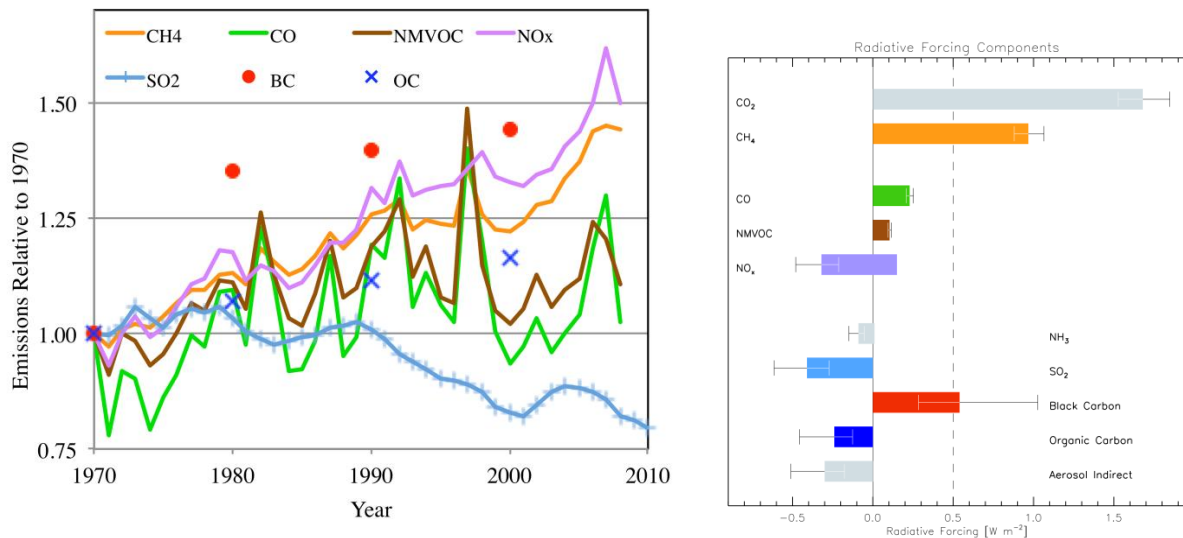 CH4 CO NMVOC NOx
SO2 BC OC
Emissions Relative to 1970
1.50
1.25
1.00
0.75
1970 1980 1990 2000 2010
Year
Radiative Forcing Components
CO₂
CH₄
CO
NMVOC
NOₓ
NH₃
SO₂
Black Carbon
Organic Carbon
Aerosol Indirect
−0.5 0.0 0.5 1.0 1.5
Radiative Forcing [W m⁻²]